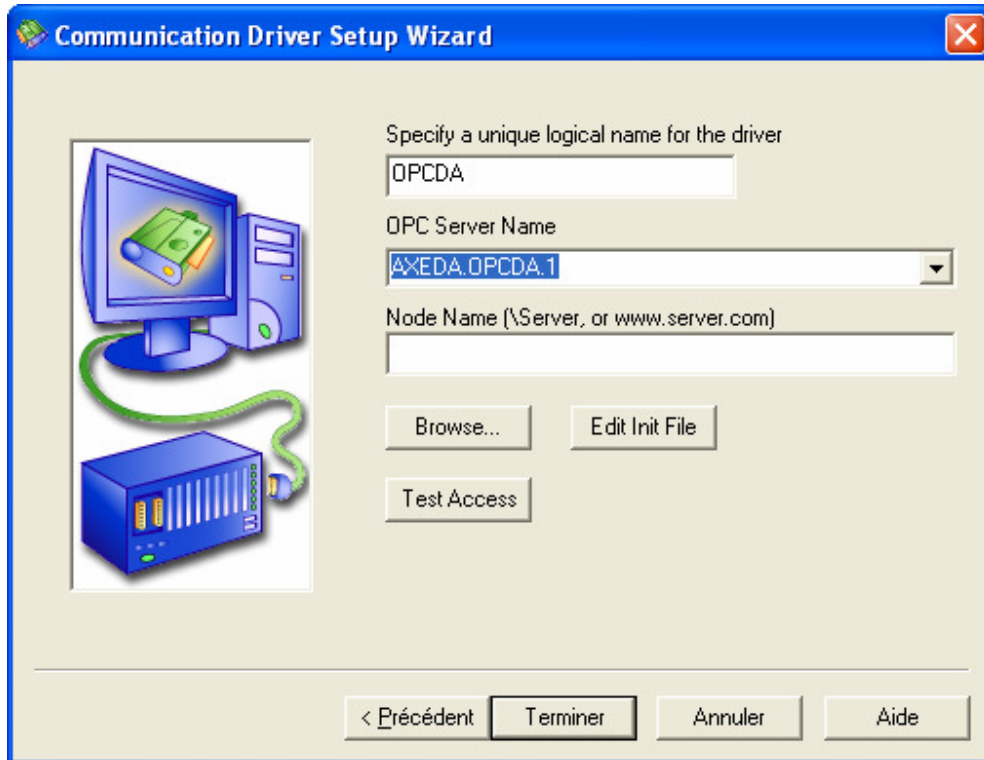 Communication Driver Setup Wizard
Specify a unique logical name for the driver
OPCDA
OPC Server Name
AXEDA.OPCDA.1
Node Name (\Server, or www.server.com)
Browse...
Edit Init File
Test Access
< Précédent
Terminer
Annuler
Aide